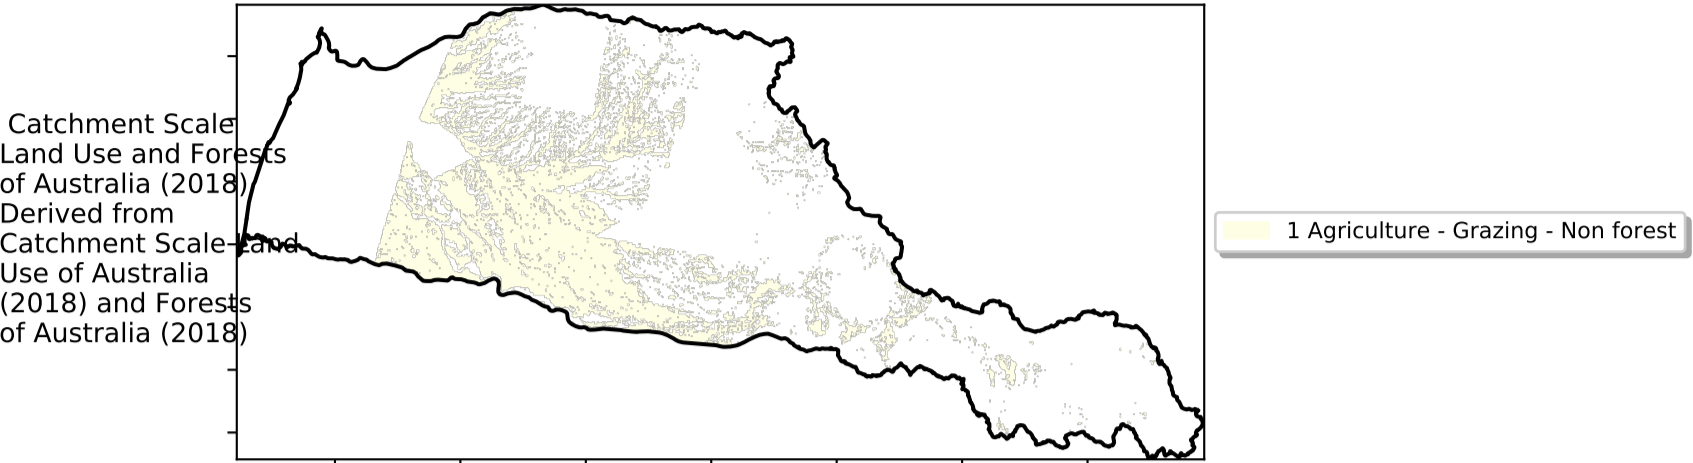 Catchment Scale
Land Use and Forests
of Australia (2018)
Derived from
Catchment Scale Land
Use of Australia
(2018) and Forests
of Australia (2018)
1 Agriculture - Grazing - Non forest